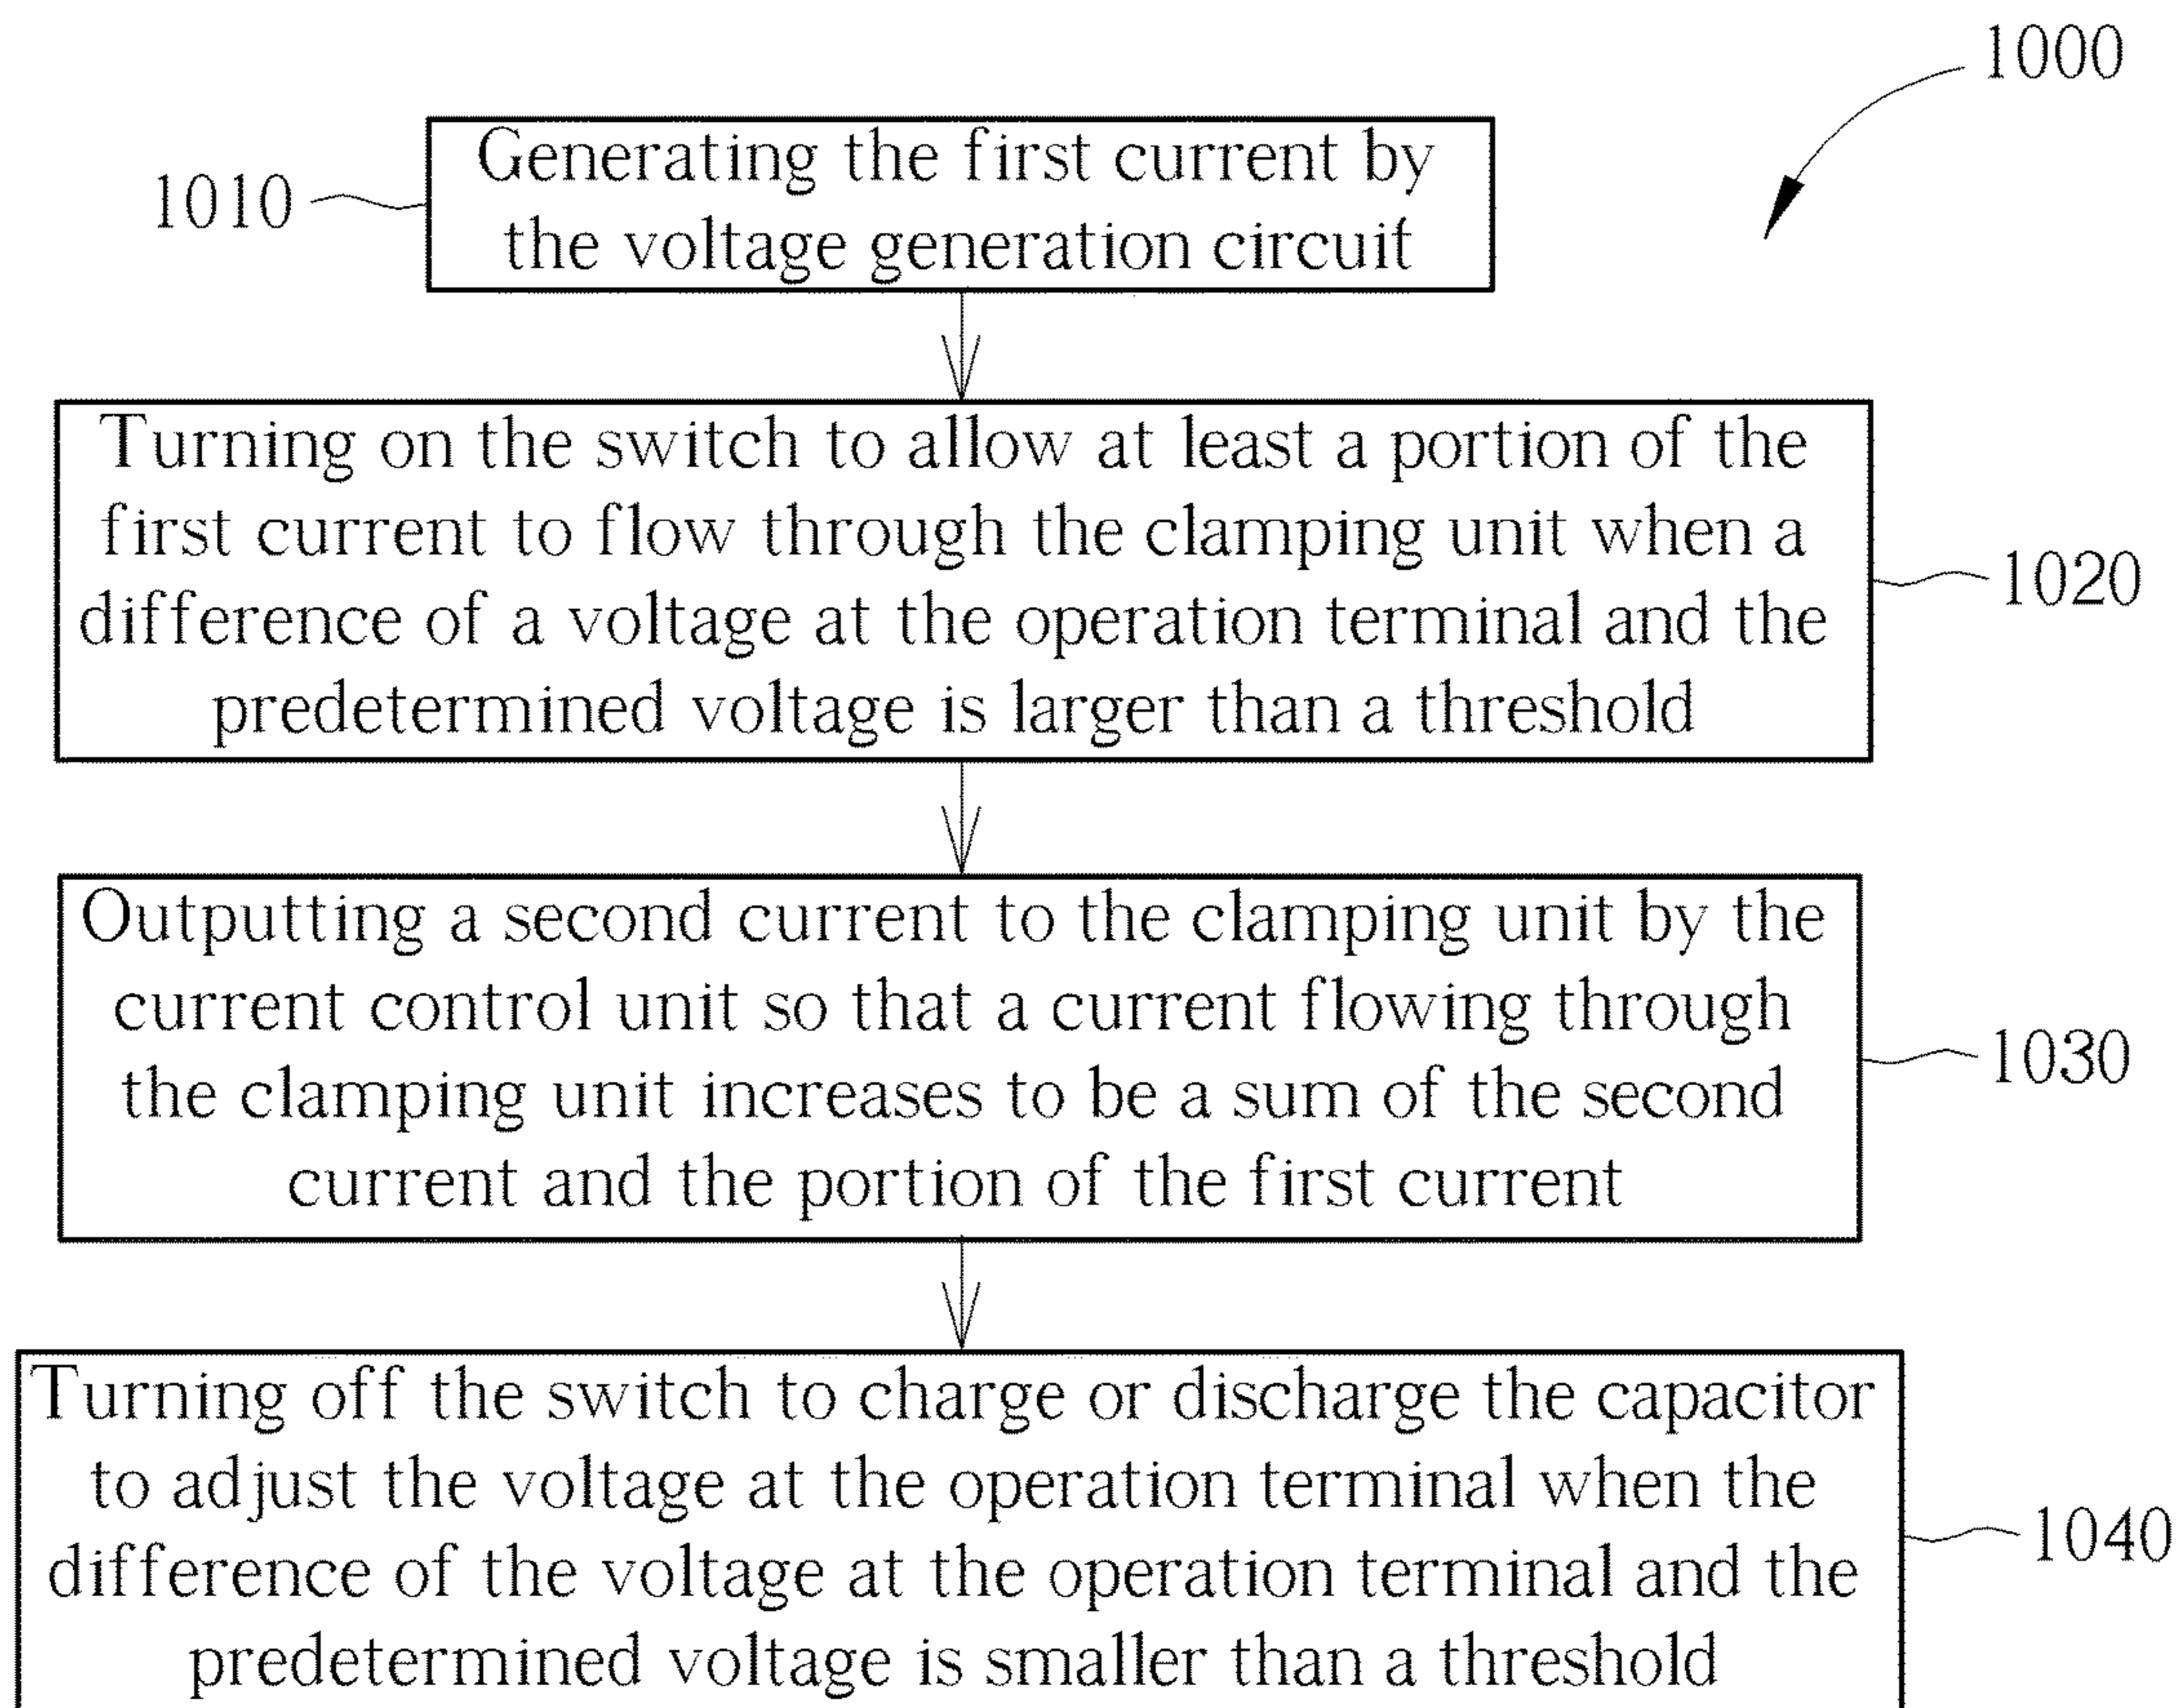 1000
1010
Generating the first current by
the voltage generation circuit
Turning on the switch to allow at least a portion of the
first current to flow through the clamping unit when a
difference of a voltage at the operation terminal and the
predetermined voltage is larger than a threshold
1020
Outputting a second current to the clamping unit by the
current control unit so that a current flowing through
the clamping unit increases to be a sum of the second
current and the portion of the first current
1030
Turning off the switch to charge or discharge the capacitor
to adjust the voltage at the operation terminal when the
difference of the voltage at the operation terminal and the
predetermined voltage is smaller than a threshold
1040